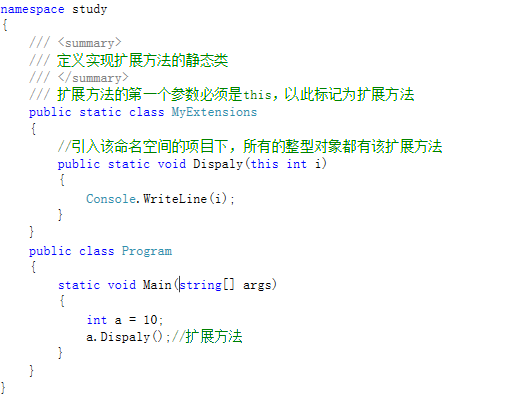 namespace study
{
    /// <summary>
    /// 定义实现扩展方法的静态类
    /// </summary>
    /// 扩展方法的第一个参数必须是this，以此标记为扩展方法
    public static class MyExtensions
    {
        //引入该命名空间的项目下，所有的整型对象都有该扩展方法
        public static void Dispaly(this int i)
        {
            Console.WriteLine(i);
        }
    }
    public class Program
    {
        static void Main(string[] args)
        {
            int a = 10;
            a.Dispaly();//扩展方法
        }
    }
}